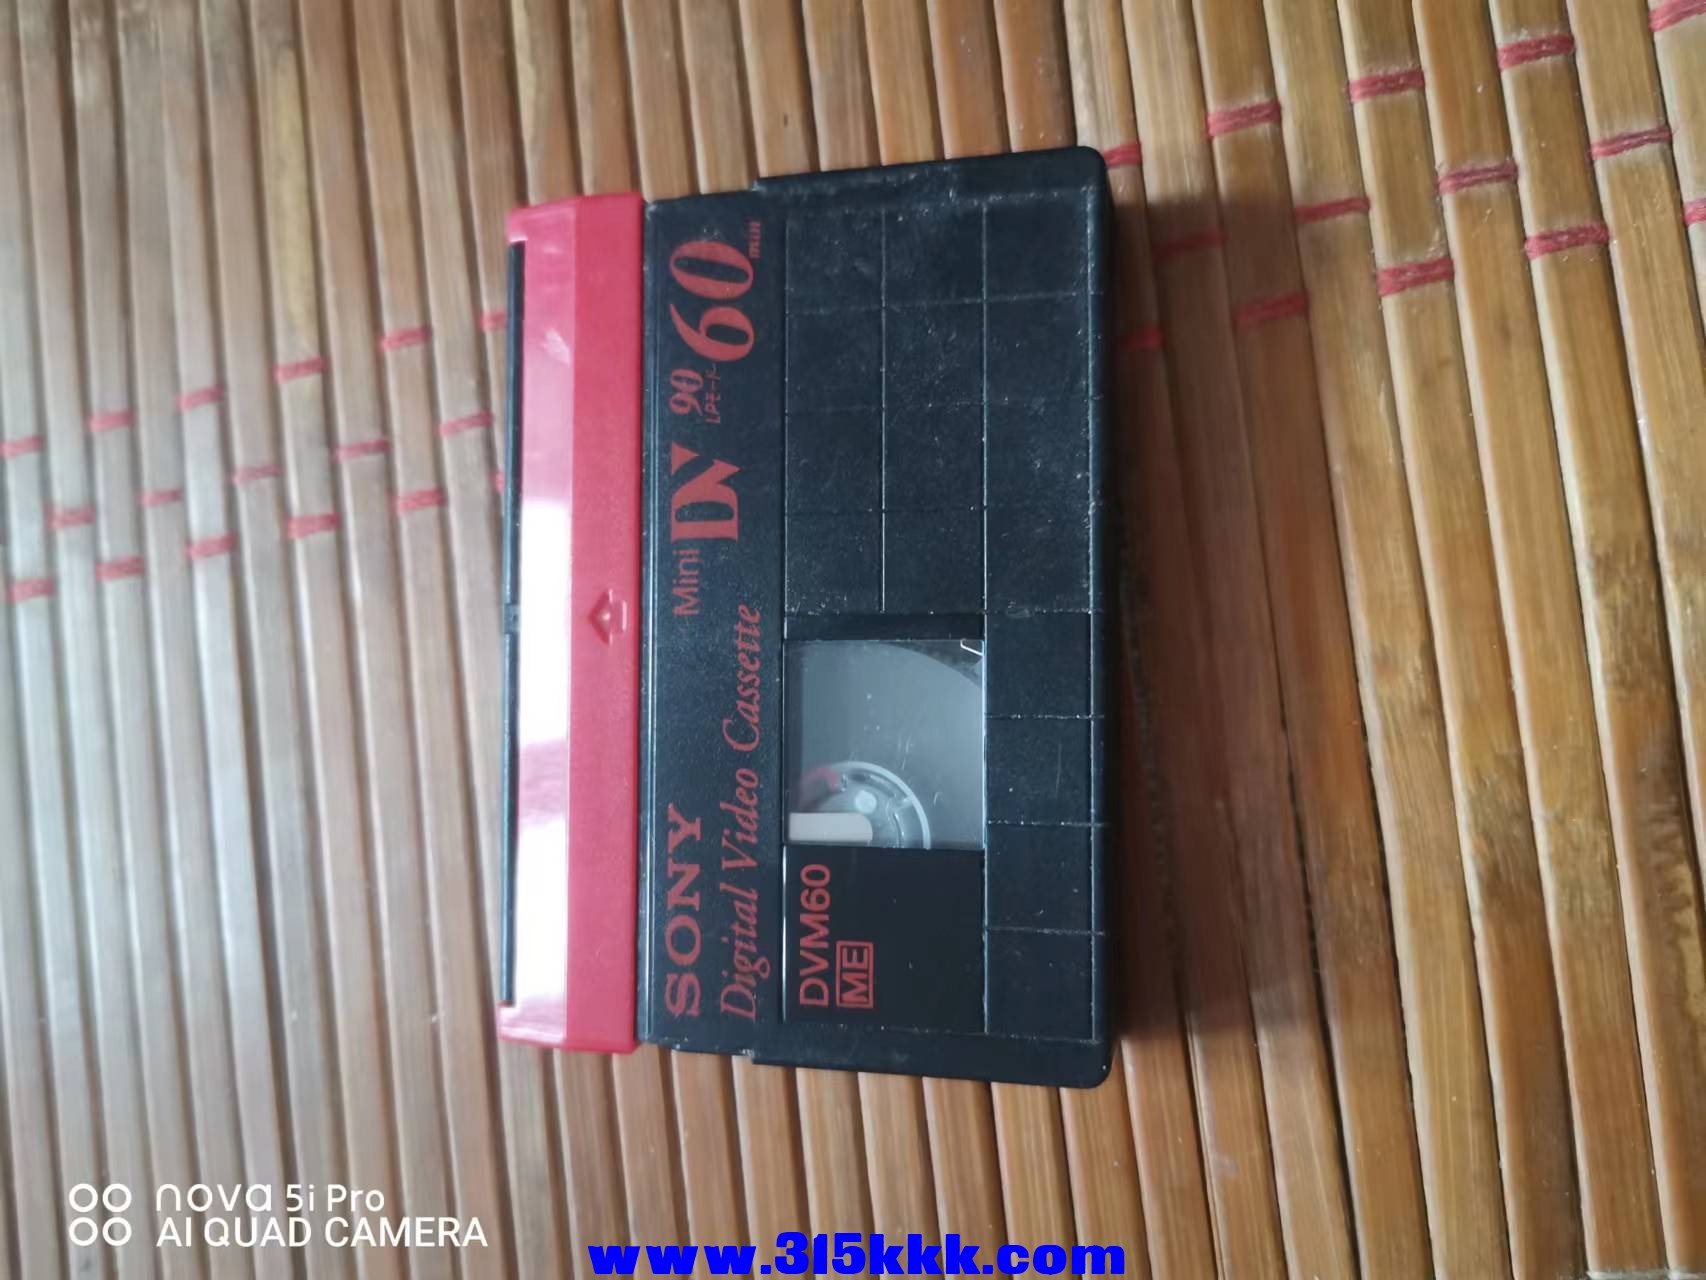 SONY
Mini DV
90
LPモード
60 min
Digital Video Cassette
DVM60
ME
nova 5i Pro
AI QUAD CAMERA
www.315kkk.com